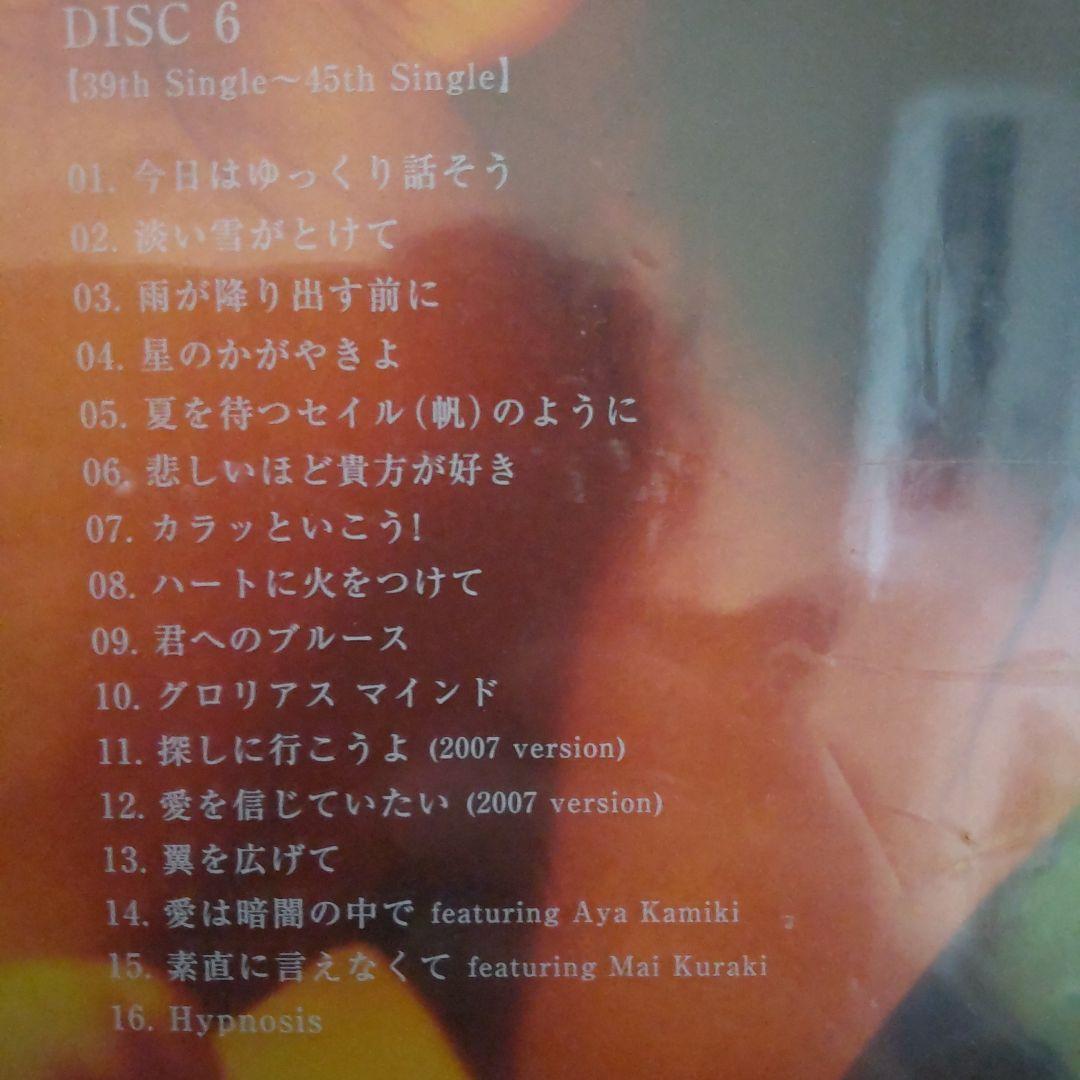 DISC 6
【39th Single〜45th Single】
01. 今日はゆっくり話そう
02. 淡い雪がとけて
03. 雨が降り出す前に
04. 星のかがやきよ
05. 夏を待つセイル(帆)のように
06. 悲しいほど貴方が好き
07. カラッといこう!
08. ハートに火をつけて
09. 君へのブルース
10. グロリアス マインド
11. 探しに行こうよ (2007 version)
12. 愛を信じていたい (2007 version)
13. 翼を広げて
14. 愛は暗闇の中で featuring Aya Kamiki
15. 素直に言えなくて featuring Mai Kuraki
16. Hypnosis